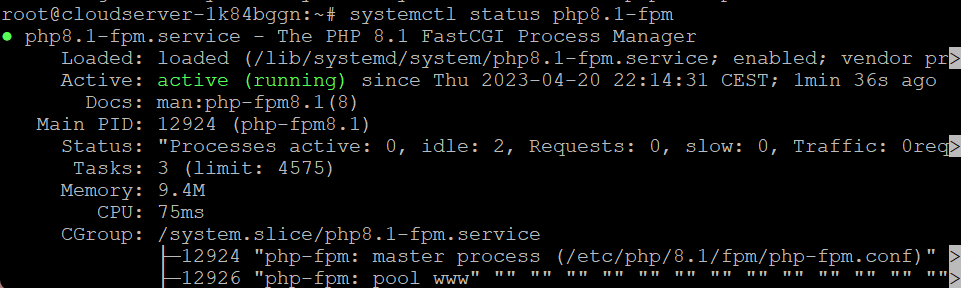 root@cloudserver-1k84bggn:~# systemctl status php8.1-fpm
● php8.1-fpm.service - The PHP 8.1 FastCGI Process Manager
Loaded: loaded (/lib/systemd/system/php8.1-fpm.service; enabled; vendor pr>
Active: active (running) since Thu 2023-04-20 22:14:31 CEST; 1min 36s ago
Docs: man:php-fpm8.1(8)
Main PID: 12924 (php-fpm8.1)
Status: "Processes active: 0, idle: 2, Requests: 0, slow: 0, Traffic: 0req>
Tasks: 3 (limit: 4575)
Memory: 9.4M
CPU: 75ms
CGroup: /system.slice/php8.1-fpm.service
├─12924 "php-fpm: master process (/etc/php/8.1/fpm/php-fpm.conf)" >
├─12926 "php-fpm: pool www" "" "" "" "" "" "" "" "" "" "" "" "" "">